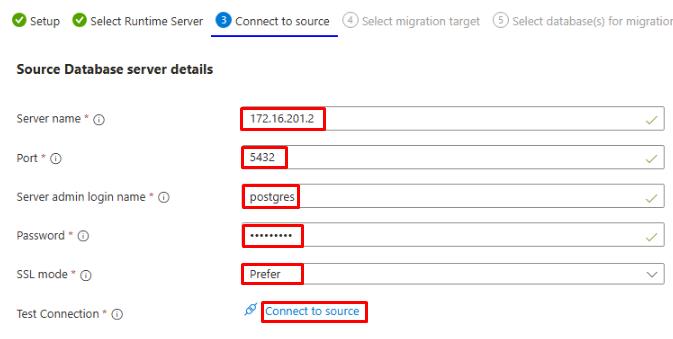 Setup Select Runtime Server 3 Connect to source 4 Select migration target 5 Select database(s) for migratio
Source Database server details
Server name * 172.16.201.2
Port * 5432
Server admin login name * postgres
Password * •••••••••
SSL mode * Prefer
Test Connection * Connect to source